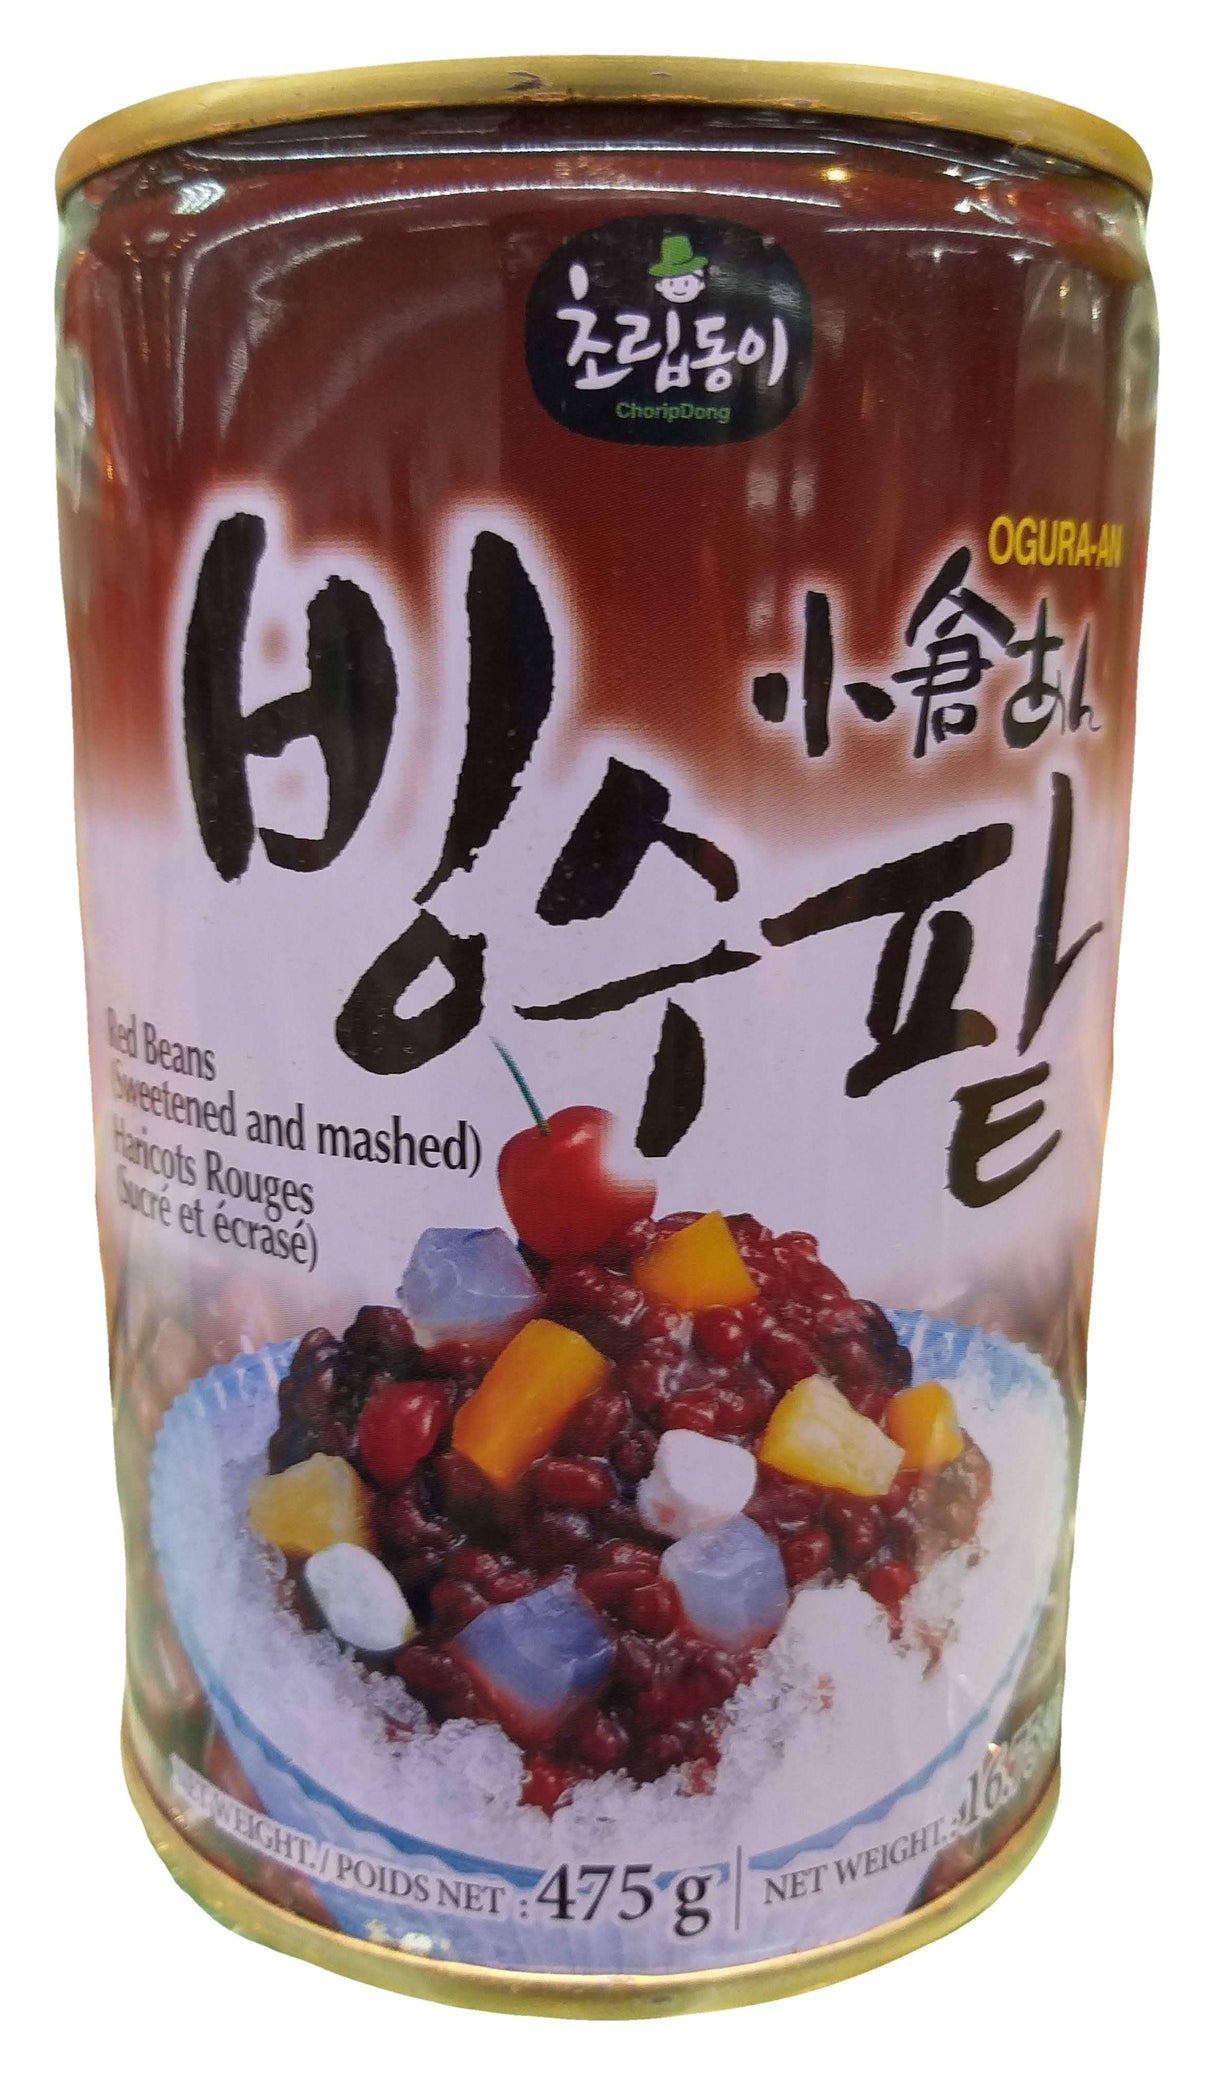 초립동이
ChoripDong
OGURA-AN
小倉あん
빙수팥
Red Beans
(Sweetened and mashed)
Haricots Rouges
(Sucré et écrasé)
NET WEIGHT./ POIDS NET : 475 g
NET WEIGHT.: